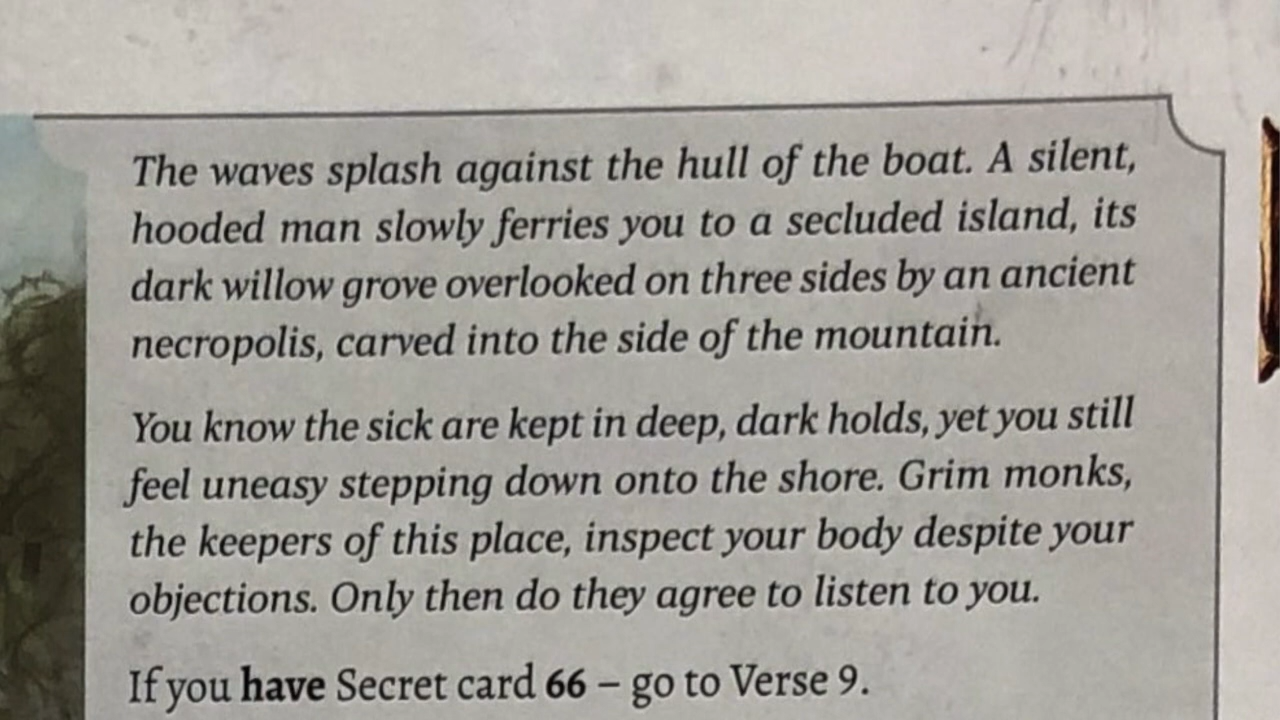 The waves splash against the hull of the boat. A silent,
hooded man slowly ferries you to a secluded island, its
dark willow grove overlooked on three sides by an ancient
necropolis, carved into the side of the mountain.
You know the sick are kept in deep, dark holds, yet you still
feel uneasy stepping down onto the shore. Grim monks,
the keepers of this place, inspect your body despite your
objections. Only then do they agree to listen to you.
If you have Secret card 66 – go to Verse 9.